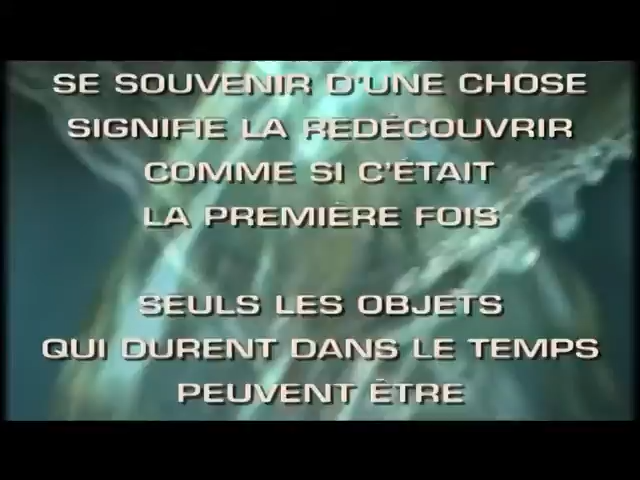 SE SOUVENIR D'UNE CHOSE
SIGNIFIE LA REDÉCOUVRIR
COMME SI C'ÉTAIT
LA PREMIÈRE FOIS
SEULS LES OBJETS
QUI DURENT DANS LE TEMPS
PEUVENT ÊTRE